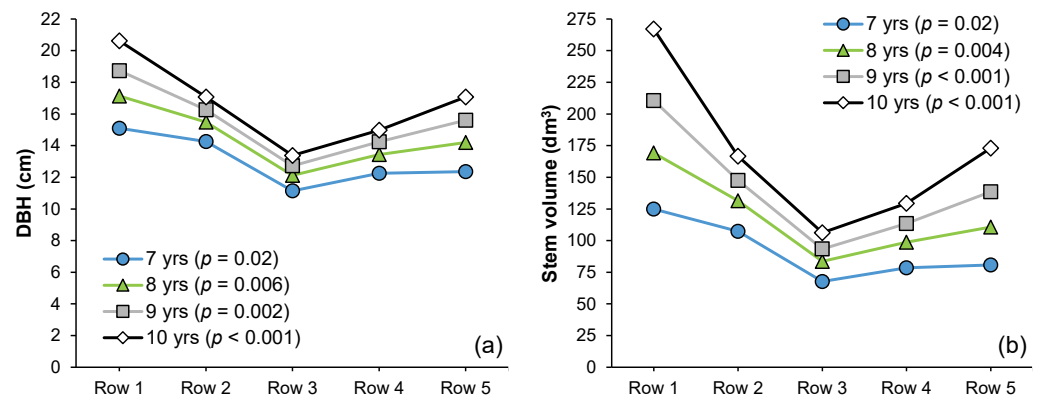 DBH (cm)
22
20
18
16
14
12
10
8
6
4
2
0
7 yrs (p = 0.02)
8 yrs (p = 0.006)
9 yrs (p = 0.002)
10 yrs (p < 0.001)
(a)
Row 1 Row 2 Row 3 Row 4 Row 5
Stem volume (dm³)
275
250
225
200
175
150
125
100
75
50
25
0
7 yrs (p = 0.02)
8 yrs (p = 0.004)
9 yrs (p < 0.001)
10 yrs (p < 0.001)
(b)
Row 1 Row 2 Row 3 Row 4 Row 5